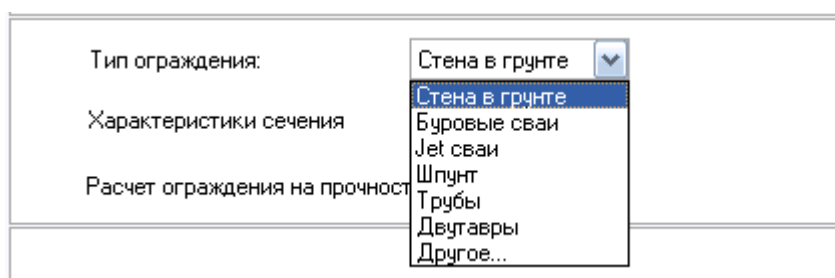 Тип ограждения:
Стена в грунте
Стена в грунте
Характеристики сечения
Буровые сваи
Jet сваи
Шпунт
Расчет ограждения на прочност
Трубы
Двутавры
Другое...